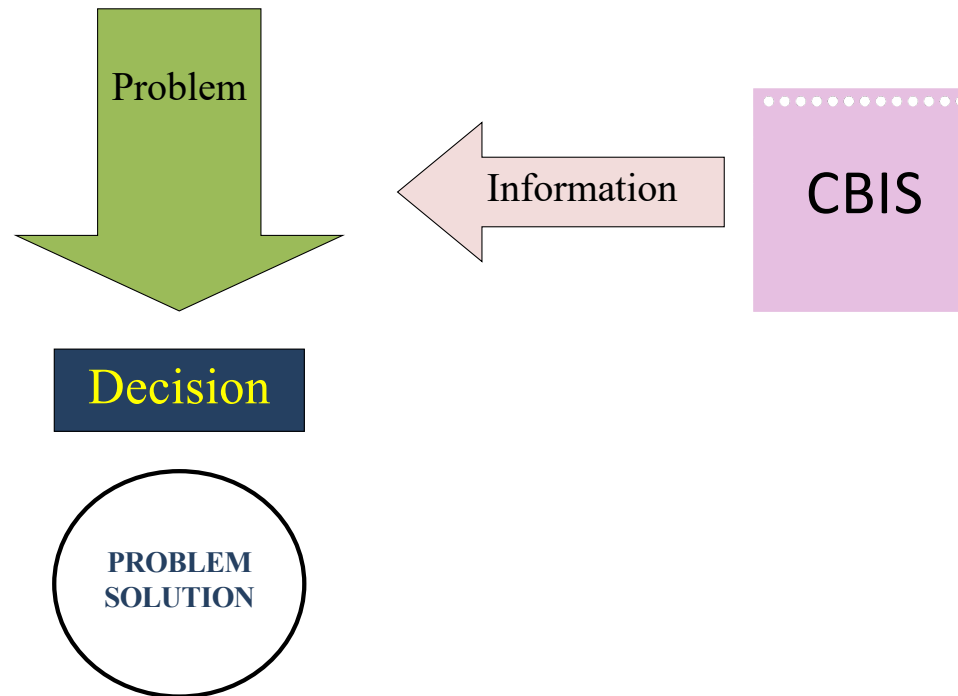 Problem
Information
CBIS
Decision
PROBLEM
SOLUTION